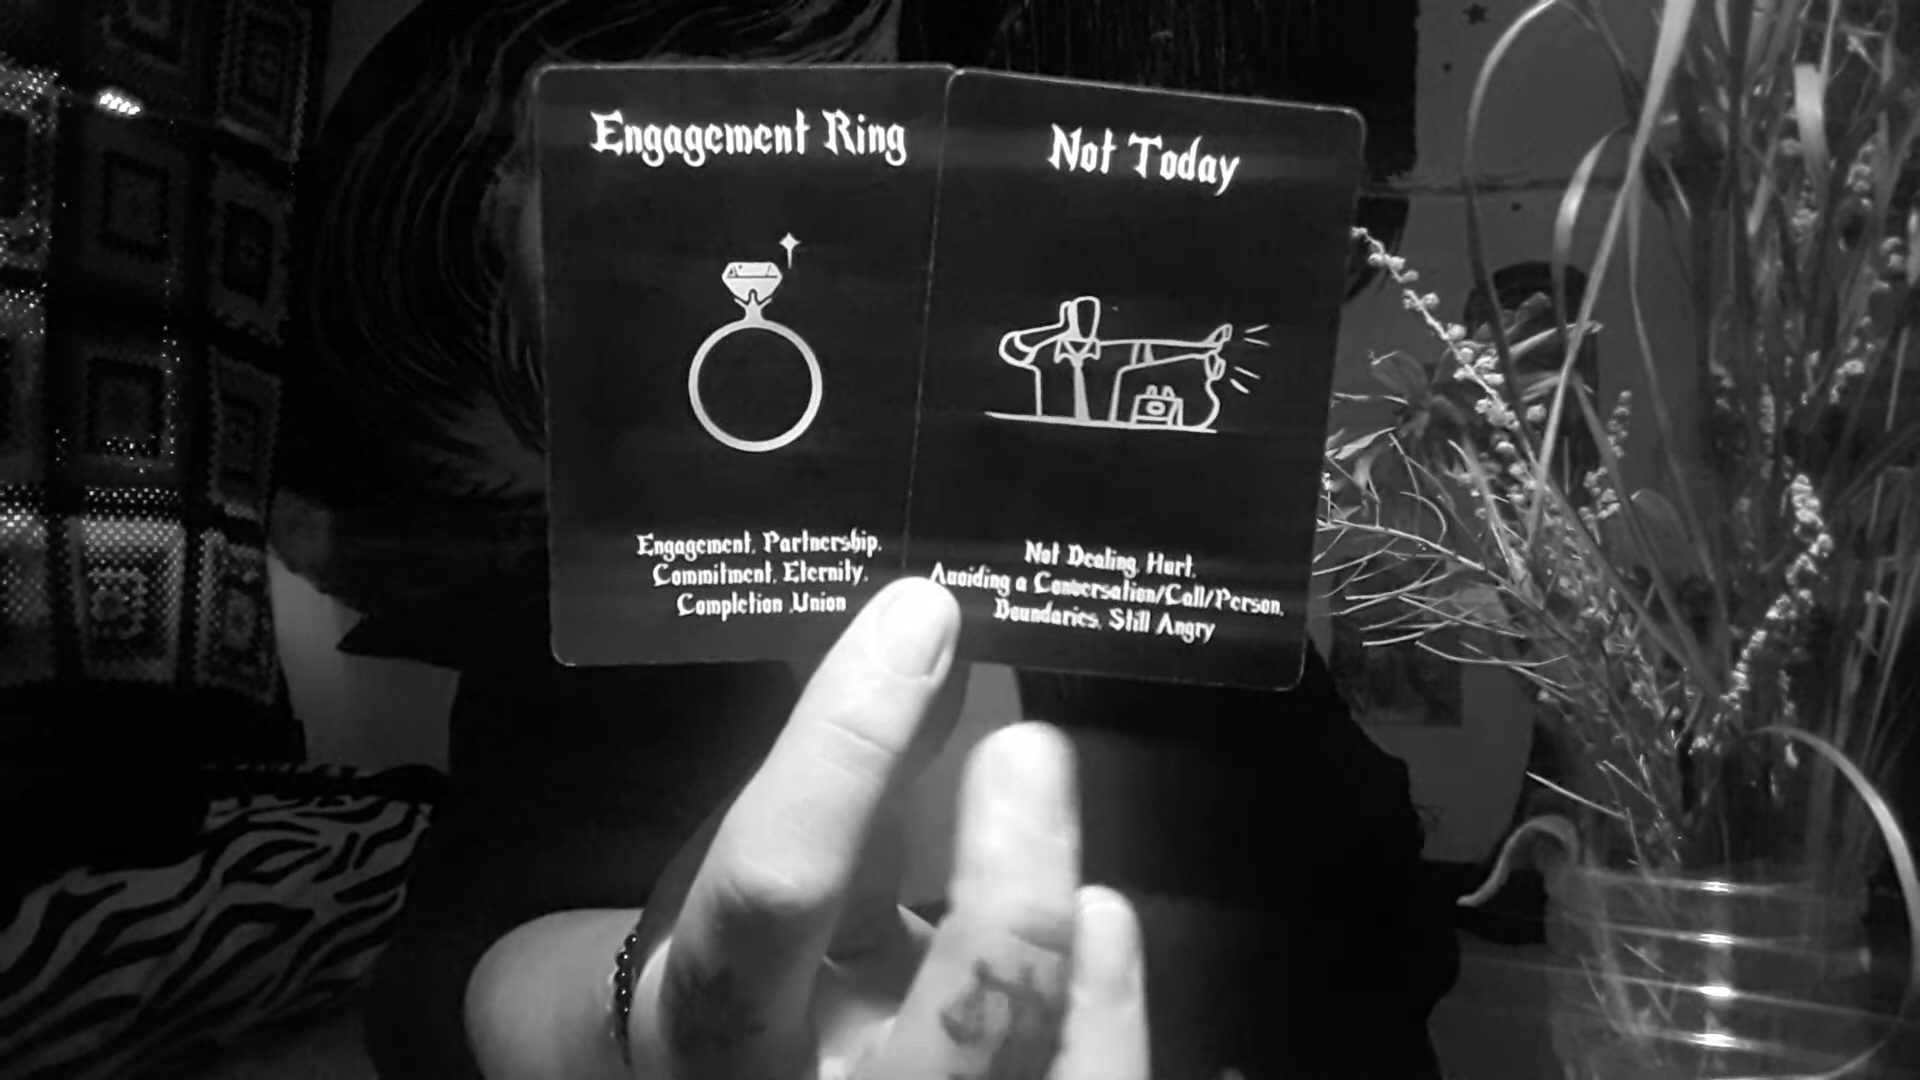 Engagement Ring
Engagement, Partnership,
Commitment, Eternity,
Completion ,Union
Not Today
Not Dealing, Hurt,
Avoiding a Conversation/Call/Person,
Boundaries, Still Angry